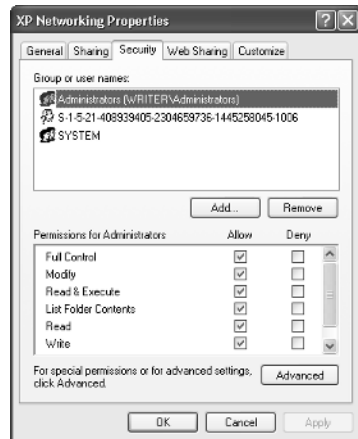 XP Networking Properties
General Sharing Security Web Sharing Customize
Group or user names:
Administrators (WRITER\Administrators)
S-1-5-21-408939405-2304659736-1445258045-1006
SYSTEM
Add... Remove
Permissions for Administrators Allow Deny
Full Control
Modify
Read & Execute
List Folder Contents
Read
Write
For special permissions or for advanced settings,
click Advanced.
Advanced
OK Cancel Apply